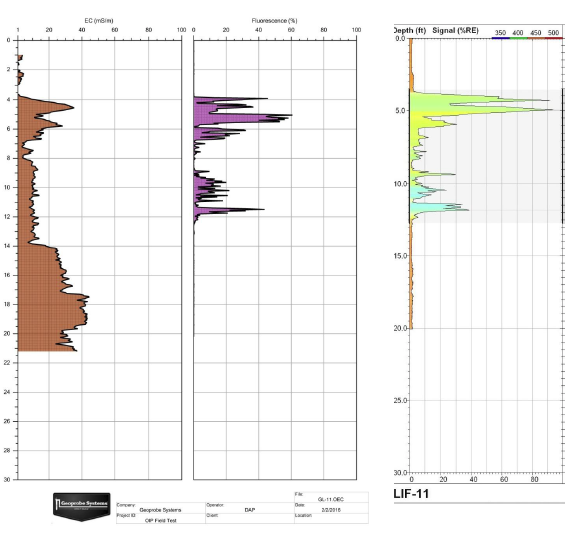 EC (mS/m)
1 20 40 60 80 100
Fluorescence (%)
0 20 40 60 80 100
0
2
4
6
8
10
12
14
16
18
20
22
24
26
28
30
Depth (ft) Signal (%RE) 350 400 450 500
0.0
5.0
10.0
15.0
20.0
25.0
30.0
0 20 40 60 80
LIF-11
Geoprobe Systems
Company: Geoprobe Systems
Operator: DAP
File: GL-11.OEC
Date: 2/2/2016
Project ID: OIP Field Test
Client:
Location: